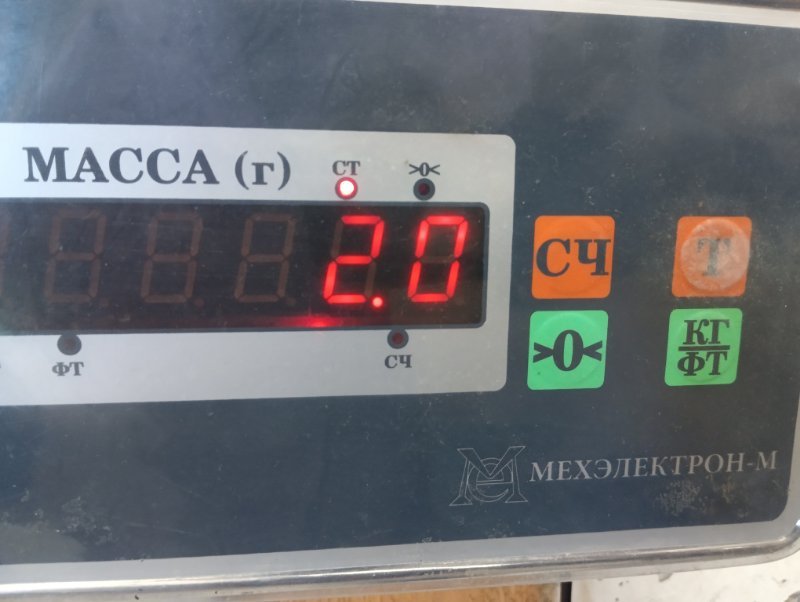 МАССА (г)
СТ
>0<
2.0
ФТ
СЧ
СЧ
Т
>0<
КГ
ФТ
МЕХЭЛЕКТРОН-М